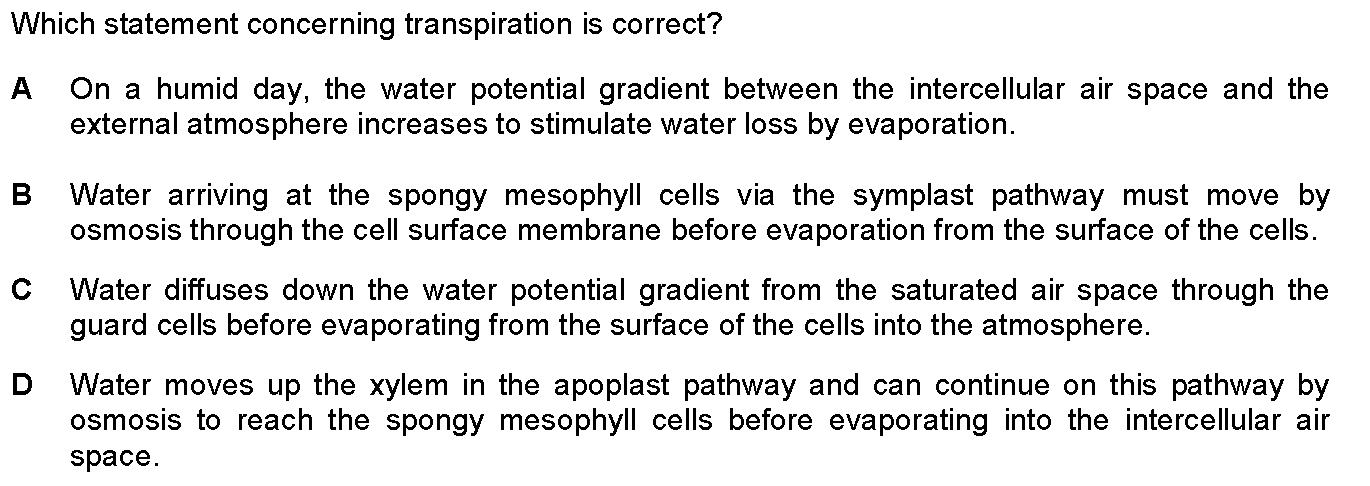 Which statement concerning transpiration is correct?
A On a humid day, the water potential gradient between the intercellular air space and the
external atmosphere increases to stimulate water loss by evaporation.
B Water arriving at the spongy mesophyll cells via the symplast pathway must move by
osmosis through the cell surface membrane before evaporation from the surface of the cells.
C Water diffuses down the water potential gradient from the saturated air space through the
guard cells before evaporating from the surface of the cells into the atmosphere.
D Water moves up the xylem in the apoplast pathway and can continue on this pathway by
osmosis to reach the spongy mesophyll cells before evaporating into the intercellular air
space.